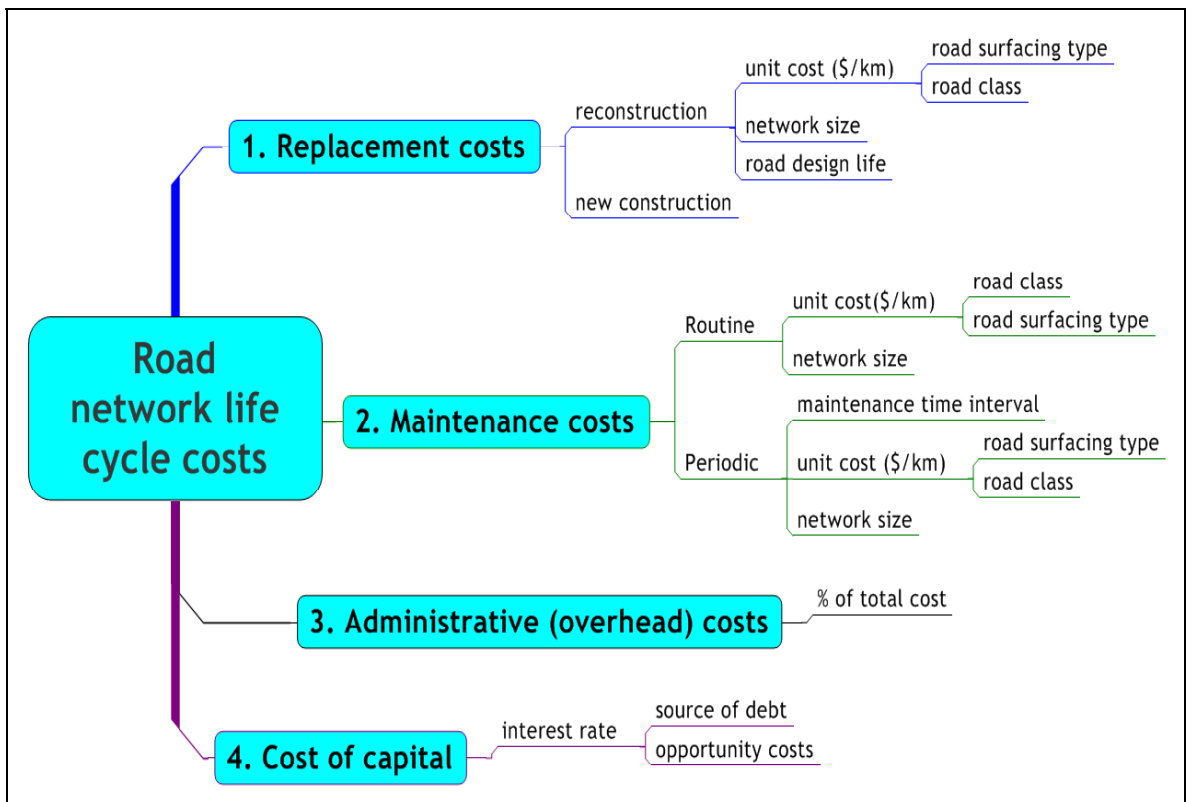 Road
network life
cycle costs
1. Replacement costs
reconstruction
unit cost ($/km)
road surfacing type
road class
network size
road design life
new construction
2. Maintenance costs
Routine
unit cost($/km)
road class
road surfacing type
network size
Periodic
maintenance time interval
unit cost ($/km)
road surfacing type
road class
network size
3. Administrative (overhead) costs
% of total cost
4. Cost of capital
interest rate
source of debt
opportunity costs